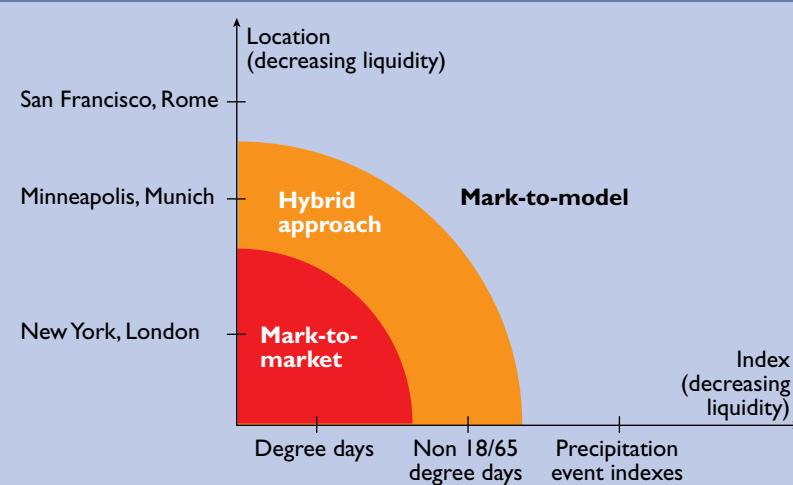 Location
(decreasing liquidity)
San Francisco, Rome
Minneapolis, Munich
Hybrid
approach
Mark-to-model
New York, London
Mark-to-
market
Index
(decreasing
liquidity)
Degree days
Non 18/65
degree days
Precipitation
event indexes